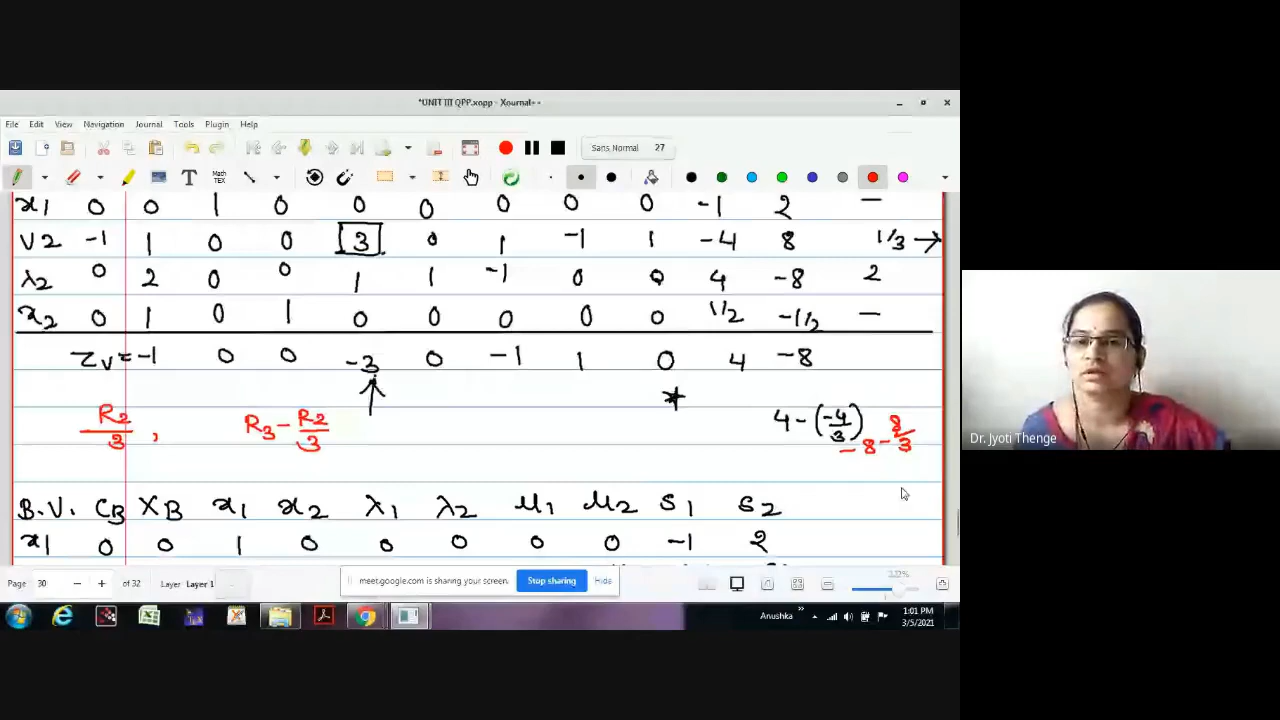 *UNIT III QPP.xopp - Xournal++
File Edit View Navigation Journal Tools Plugin Help
Sans Normal 27
T Math TEX
x1 0 0 1 0 0 0 0 0 0 -1 2 —
V2 -1 1 0 0 3 0 1 -1 1 -4 8 1/3 →
λ2 0 2 0 0 1 1 -1 0 0 4 -8 2
x2 0 1 0 1 0 0 0 0 0 1/2 -1/2 —
Zv = -1 0 0 -3 0 -1 1 0 4 -8
↑ *
R2/3 , R3 - R2/3 4 - (-4/3) -8 - 8/3
B.V. CB XB x1 x2 λ1 λ2 μ1 μ2 S1 S2
x1 0 0 1 0 0 0 0 0 -1 2
Page 30 of 32 Layer Layer 1
meet.google.com is sharing your screen. Stop sharing Hide
Anushka 1:01 PM
3/5/2021
Dr. Jyoti Thenge